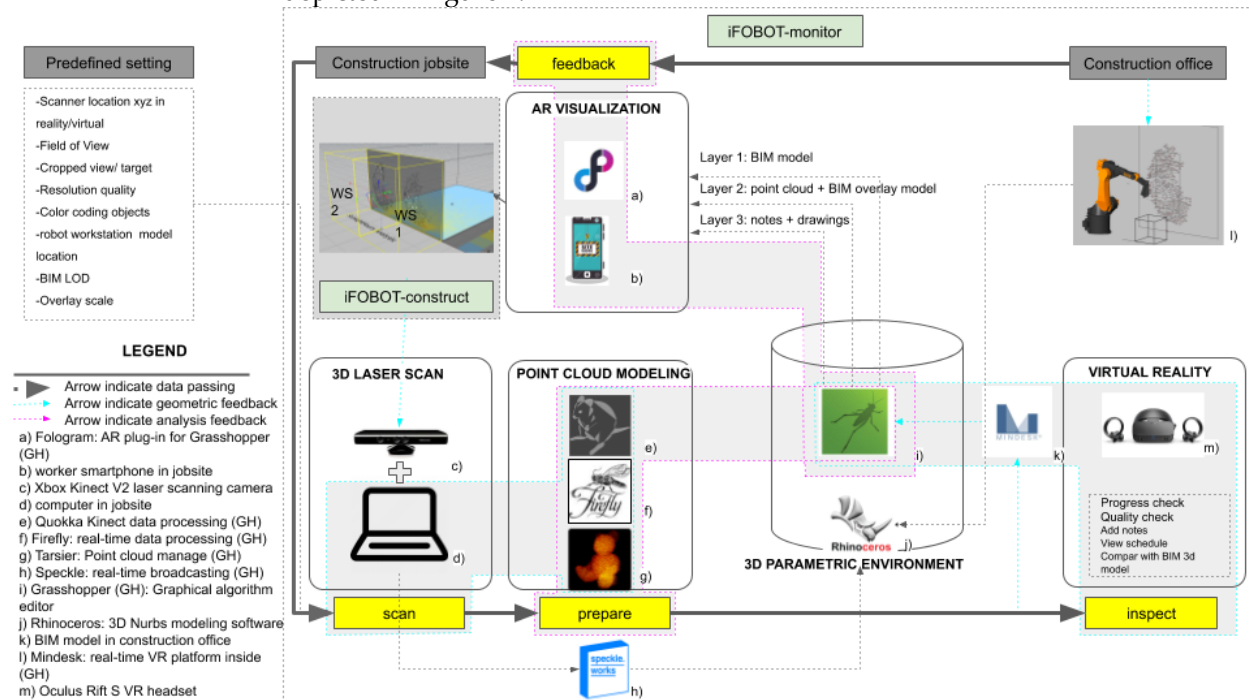 iFOBOT-monitor
Predefined setting
Construction jobsite
feedback
Construction office
-Scanner location xyz in
reality/virtual
-Field of View
-Cropped view/ target
-Resolution quality
-Color coding objects
-robot workstation model
location
-BIM LOD
-Overlay scale
WS
2
WS
1
iFOBOT-construct
AR VISUALIZATION
a)
b)
Layer 1: BIM model
Layer 2: point cloud + BIM overlay model
Layer 3: notes + drawings
l)
LEGEND
Arrow indicate data passing
Arrow indicate geometric feedback
Arrow indicate analysis feedback
a) Fologram: AR plug-in for Grasshopper
(GH)
b) worker smartphone in jobsite
c) Xbox Kinect V2 laser scanning camera
d) computer in jobsite
e) Quokka Kinect data processing (GH)
f) Firefly: real-time data processing (GH)
g) Tarsier: Point cloud manage (GH)
h) Speckle: real-time broadcasting (GH)
i) Grasshopper (GH): Graphical algorithm
editor
j) Rhinoceros: 3D Nurbs modeling software
k) BIM model in construction office
l) Mindesk: real-time VR platform inside
(GH)
m) Oculus Rift S VR headset
3D LASER SCAN
c)
d)
scan
POINT CLOUD MODELING
e)
Firefly
f)
g)
prepare
speckle.
works
h)
i)
Rhinoceros
j)
3D PARAMETRIC ENVIRONMENT
MINDESK
k)
VIRTUAL REALITY
m)
Progress check
Quality check
Add notes
View schedule
Compar with BIM 3d
model
inspect